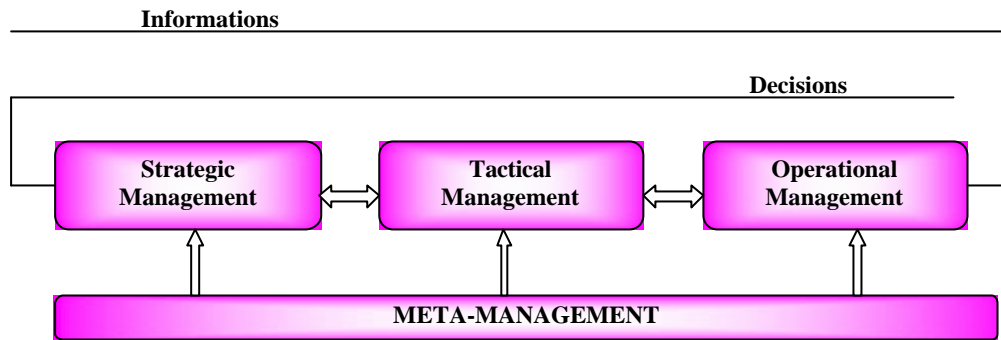 Informations
Decisions
Strategic
Management
Tactical
Management
Operational
Management
META-MANAGEMENT